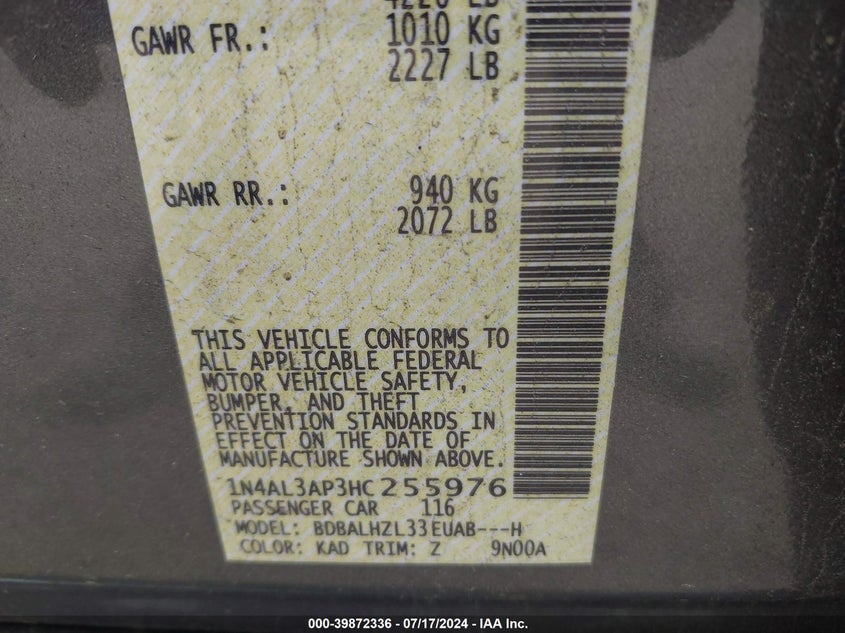 4226 LB
GAWR FR.: 1010 KG
2227 LB
GAWR RR.: 940 KG
2072 LB
THIS VEHICLE CONFORMS TO
ALL APPLICABLE FEDERAL
MOTOR VEHICLE SAFETY,
BUMPER, AND THEFT
PREVENTION STANDARDS IN
EFFECT ON THE DATE OF
MANUFACTURE SHOWN ABOVE.
1N4AL3AP3HC255976
PASSENGER CAR 116
MODEL: BDBALHZL33EUAB---H
COLOR: KAD TRIM: Z 9N00A
000-39872336 - 07/17/2024 - IAA Inc.